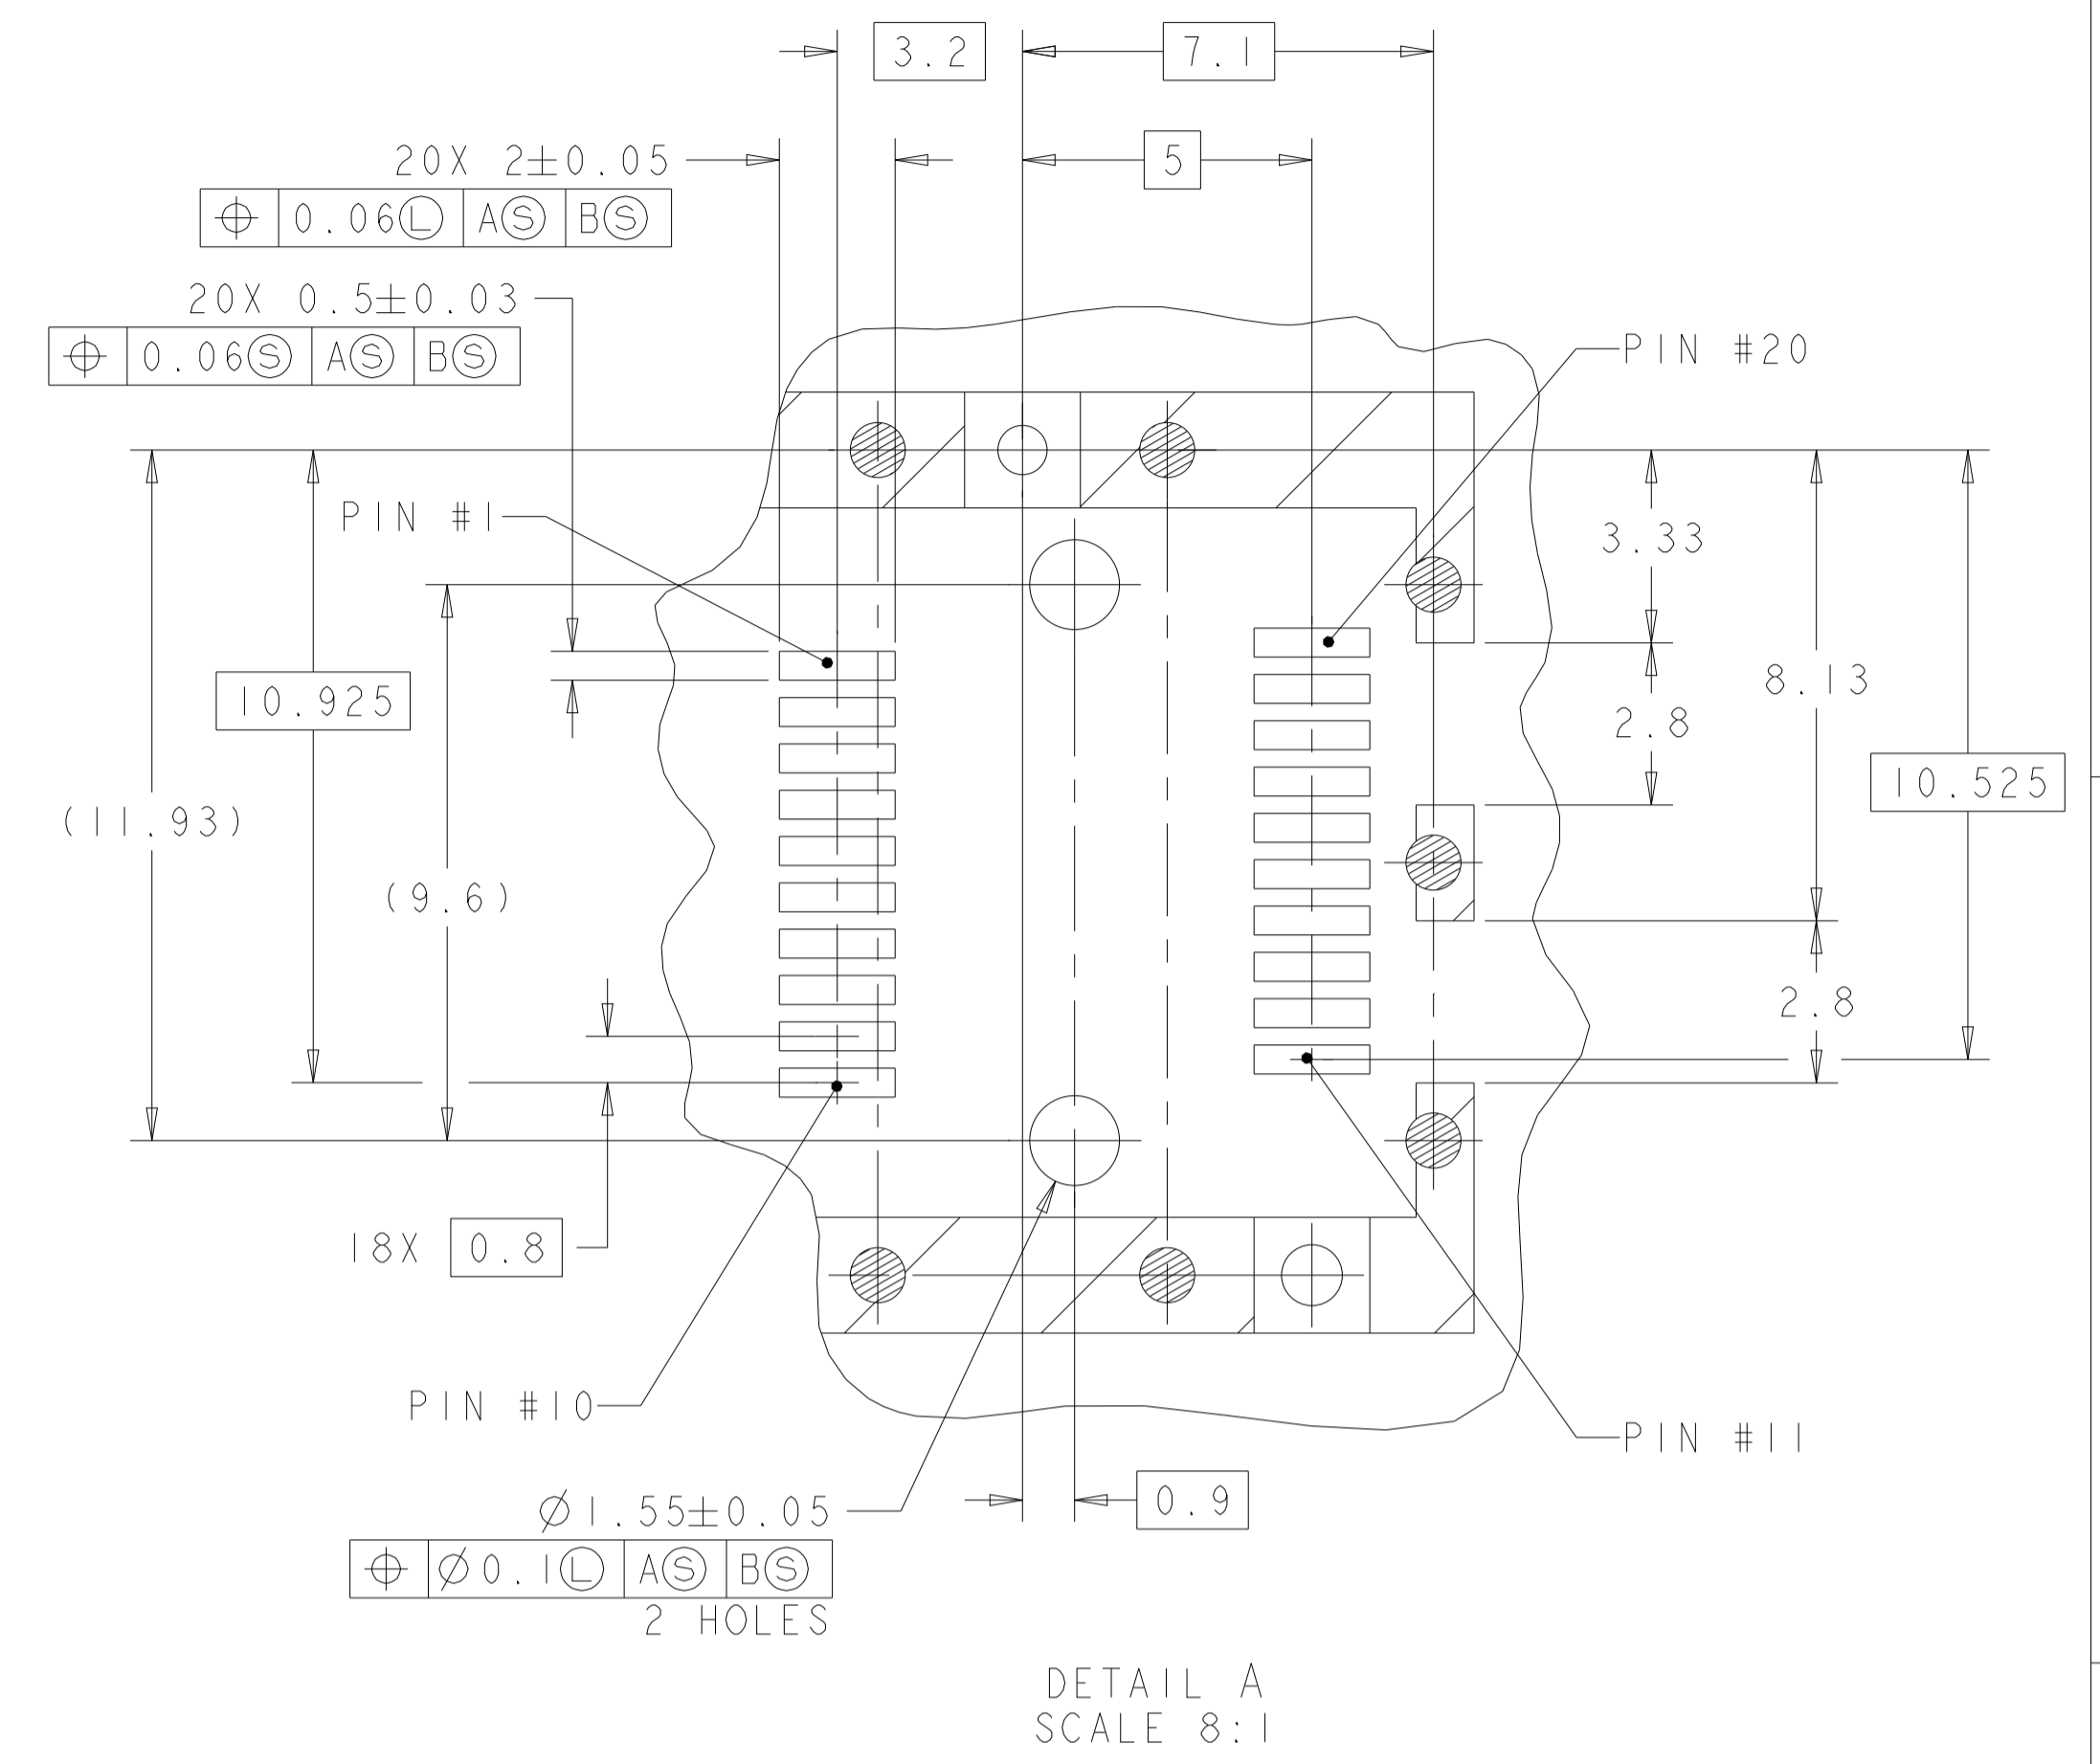 3.2
7.1
20X 2±0.05
5
⌖ 0.06Ⓛ AⓈ BⓈ
20X 0.5±0.03
⌖ 0.06Ⓢ AⓈ BⓈ
PIN #20
PIN #1
3.33
8.13
10.925
2.8
10.525
(11.93)
(9.6)
2.8
18X 0.8
PIN #10
PIN #11
0.9
Ø1.55±0.05
⌖ Ø0.1Ⓛ AⓈ BⓈ
2 HOLES
DETAIL A
SCALE 8:1